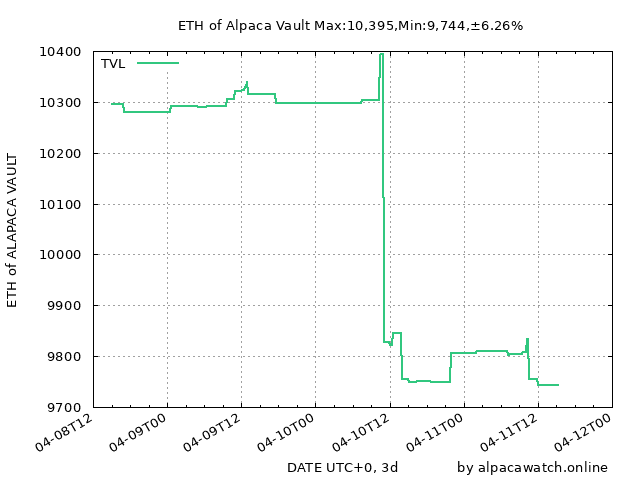 ETH of Alpaca Vault Max:10,395,Min:9,744,±6.26%
TVL
10400
10300
10200
10100
10000
9900
9800
9700
ETH of ALAPACA VAULT
04-08T12
04-09T00
04-09T12
04-10T00
04-10T12
04-11T00
04-11T12
04-12T00
DATE UTC+0, 3d
by alpacawatch.online